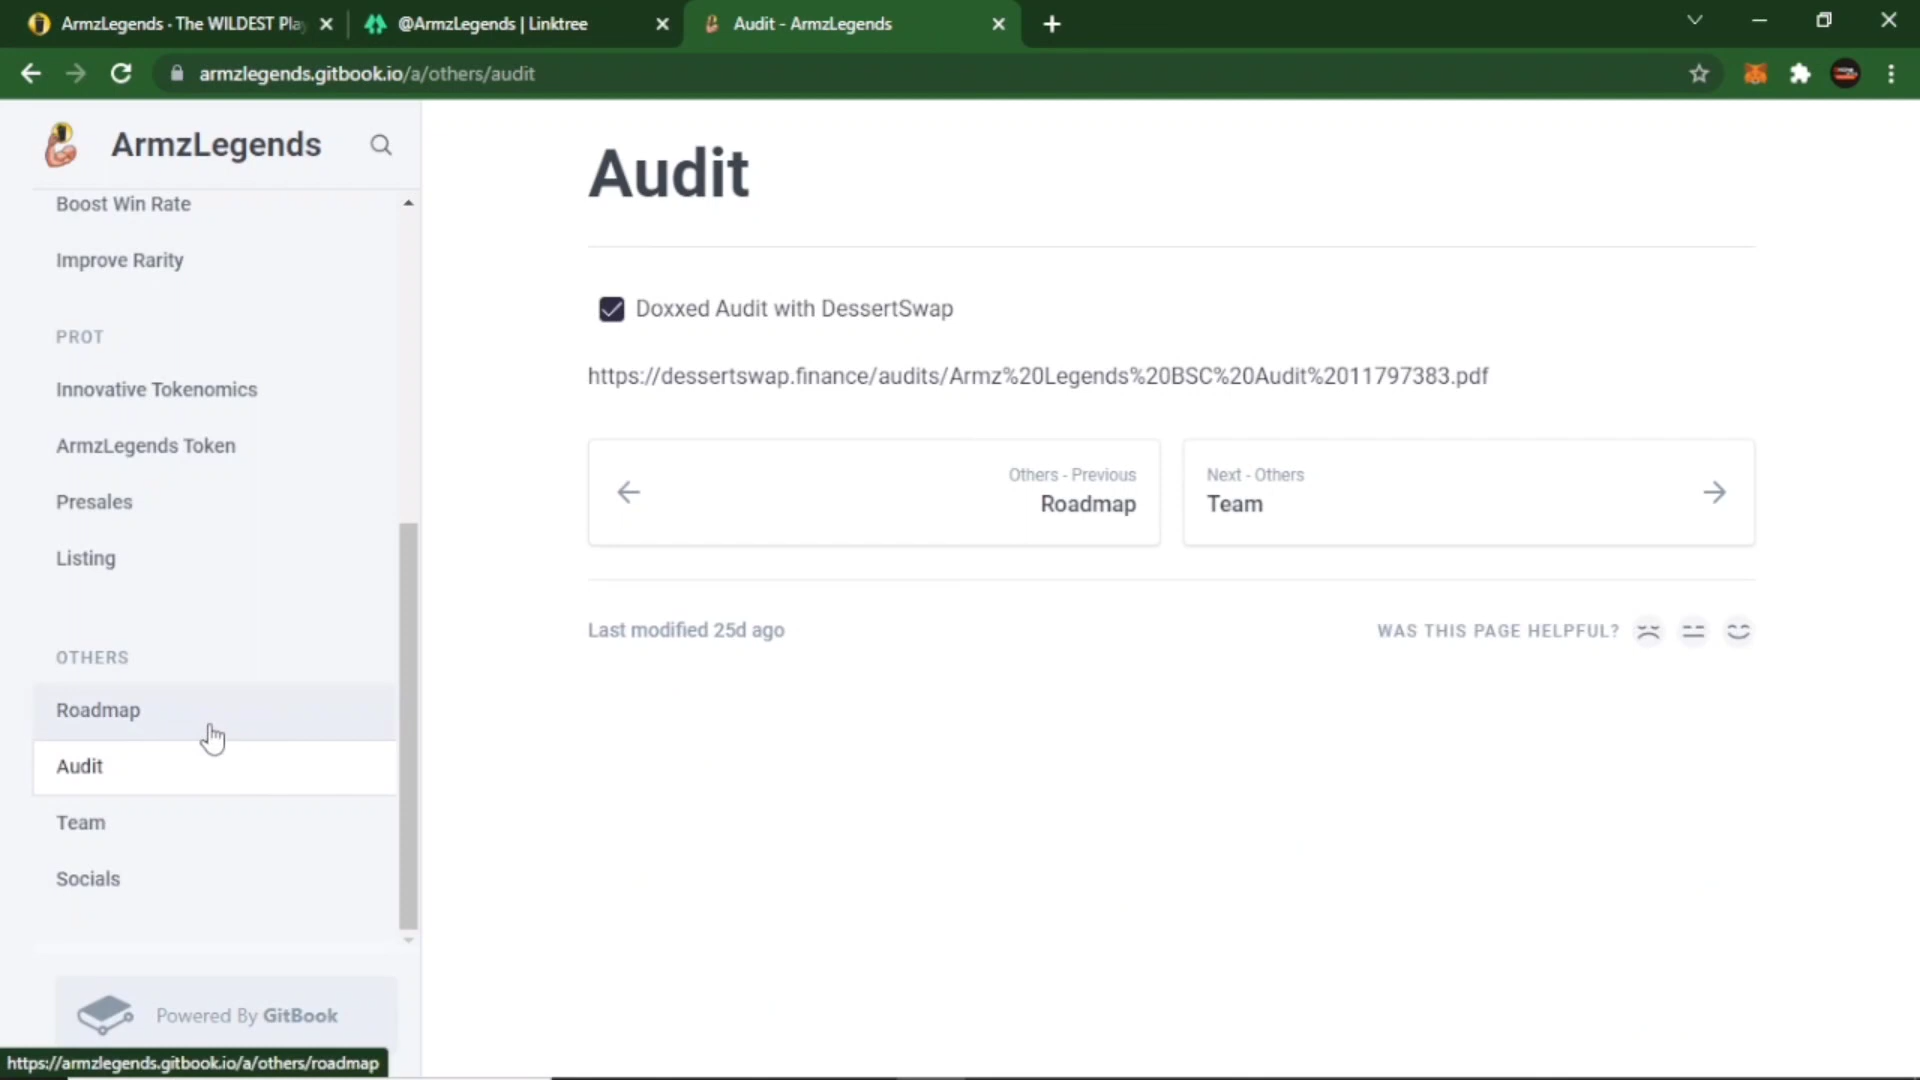 ArmzLegends - The WILDEST Pla
@ArmzLegends | Linktree
Audit - ArmzLegends
armzlegends.gitbook.io/a/others/audit
ArmzLegends
Boost Win Rate
Improve Rarity
PROT
Innovative Tokenomics
ArmzLegends Token
Presales
Listing
OTHERS
Roadmap
Audit
Team
Socials
Powered By GitBook
https://armzlegends.gitbook.io/a/others/roadmap
Audit
Doxxed Audit with DessertSwap
https://dessertswap.finance/audits/Armz%20Legends%20BSC%20Audit%2011797383.pdf
Others - Previous
Roadmap
Next - Others
Team
Last modified 25d ago
WAS THIS PAGE HELPFUL?